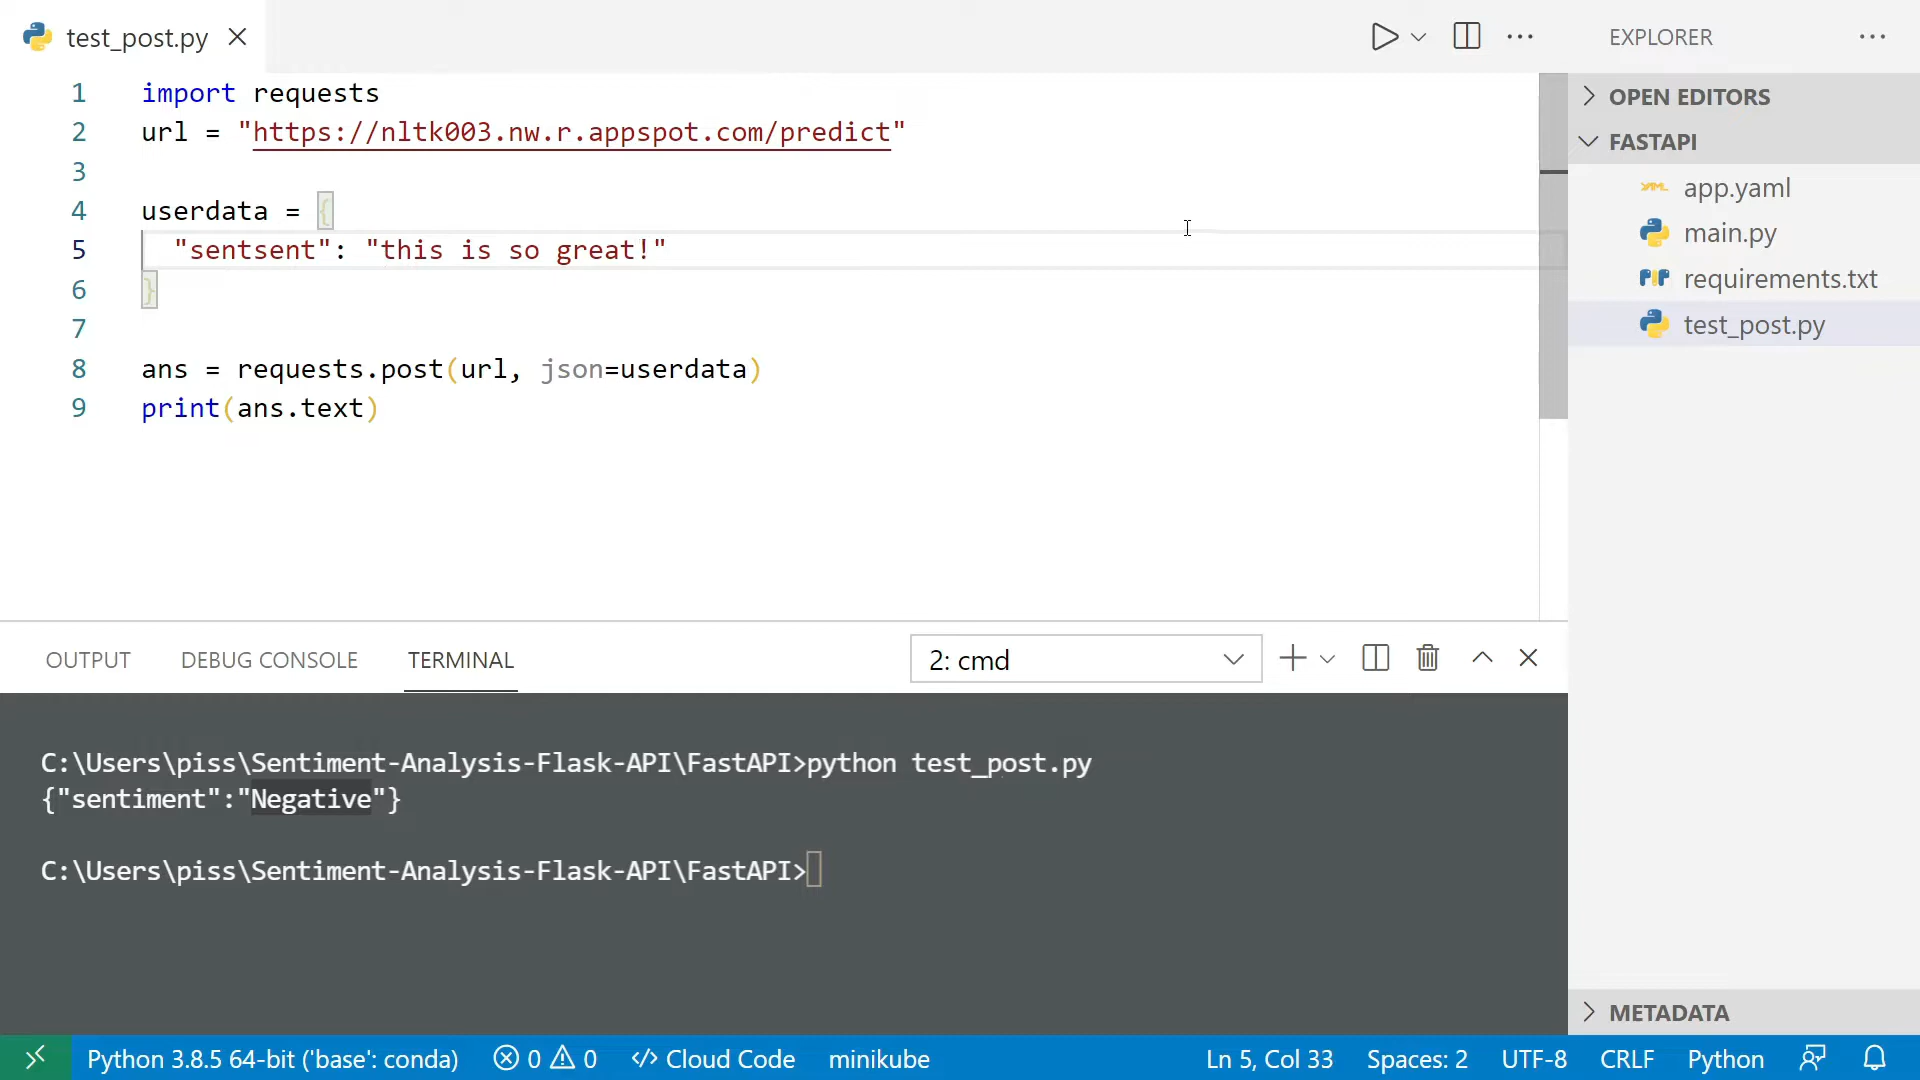 test_post.py
EXPLORER
1 import requests
2 url = "https://nltk003.nw.r.appspot.com/predict"
3
4 userdata = {
5 "sentsent": "this is so great!"
6 }
7
8 ans = requests.post(url, json=userdata)
9 print(ans.text)
OPEN EDITORS
FASTAPI
app.yaml
main.py
requirements.txt
test_post.py
OUTPUT DEBUG CONSOLE TERMINAL 2: cmd
C:\Users\piss\Sentiment-Analysis-Flask-API\FastAPI>python test_post.py
{"sentiment":"Negative"}
C:\Users\piss\Sentiment-Analysis-Flask-API\FastAPI>
METADATA
Python 3.8.5 64-bit ('base': conda) 0 0 Cloud Code minikube Ln 5, Col 33 Spaces: 2 UTF-8 CRLF Python